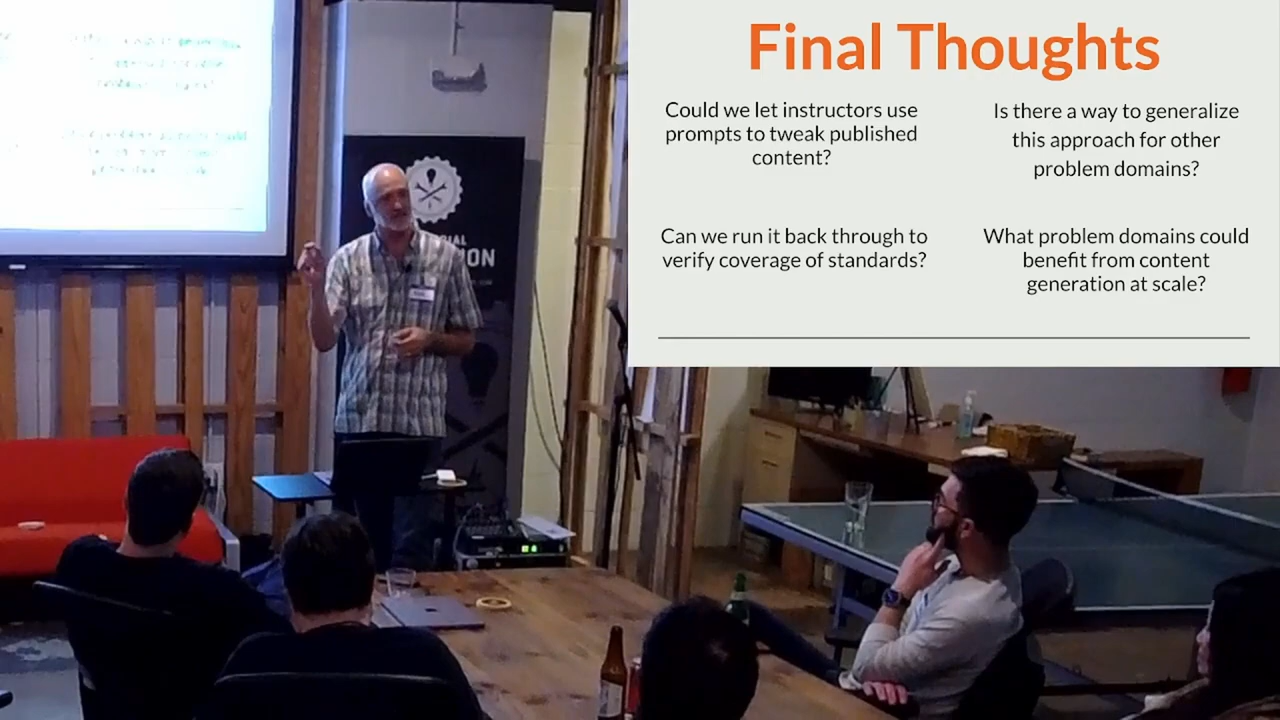 Final Thoughts
Could we let instructors use
prompts to tweak published
content?
Is there a way to generalize
this approach for other
problem domains?
Can we run it back through to
verify coverage of standards?
What problem domains could
benefit from content
generation at scale?